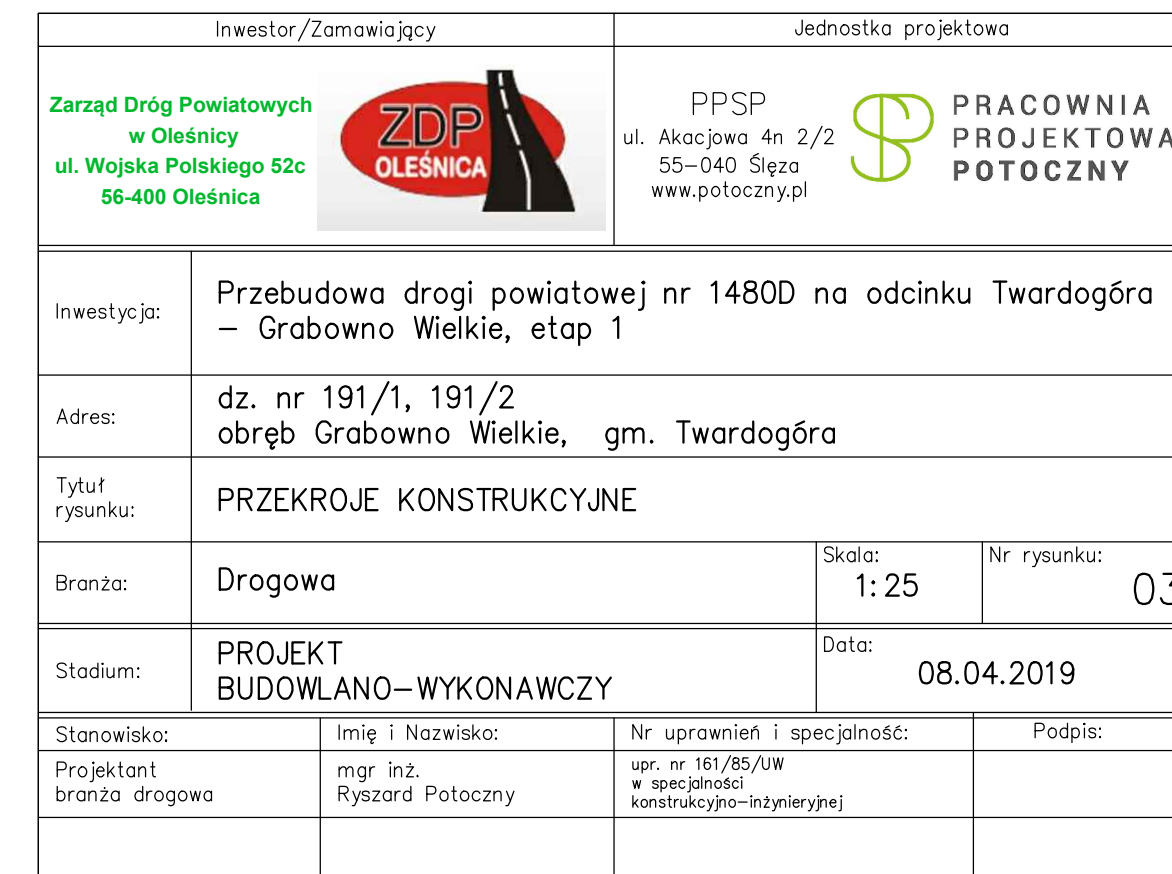 Inwestor/Zamawiający
Jednostka projektowa
Zarząd Dróg Powiatowych
w Oleśnicy
ul. Wojska Polskiego 52c
56-400 Oleśnica
ZDP
OLEŚNICA
PPSP
ul. Akacjowa 4n 2/2
55-040 Ślęza
www.potoczny.pl
PRACOWNIA
PROJEKTOWA
POTOCZNY
Inwestycja:
Przebudowa drogi powiatowej nr 1480D na odcinku Twardogóra
– Grabowno Wielkie, etap 1
Adres:
dz. nr 191/1, 191/2
obręb Grabowno Wielkie, gm. Twardogóra
Tytuł
rysunku:
PRZEKROJE KONSTRUKCYJNE
Branża:
Drogowa
Skala:
1:25
Nr rysunku:
03
Stadium:
PROJEKT
BUDOWLANO-WYKONAWCZY
Data:
08.04.2019
Stanowisko:
Imię i Nazwisko:
Nr uprawnień i specjalność:
Podpis:
Projektant
branża drogowa
mgr inż.
Ryszard Potoczny
upr. nr 161/85/UW
w specjalności
konstrukcyjno-inżynieryjnej